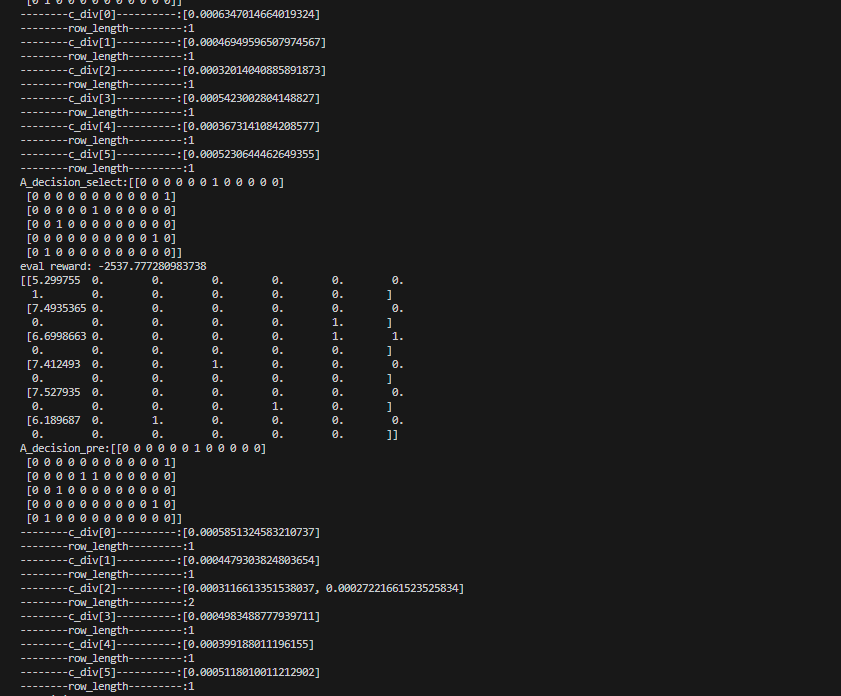 [0 1 0 0 0 0 0 0 0 0 0 0]]
--------c_div[0]----------:[0.0006347014664019324]
--------row_length---------:1
--------c_div[1]----------:[0.00046949596507974567]
--------row_length---------:1
--------c_div[2]----------:[0.00032014040885891873]
--------row_length---------:1
--------c_div[3]----------:[0.0005423002804148827]
--------row_length---------:1
--------c_div[4]----------:[0.0003673141084208577]
--------row_length---------:1
--------c_div[5]----------:[0.0005230644462649355]
--------row_length---------:1
A_decision_select:[[0 0 0 0 0 0 1 0 0 0 0 0]
 [0 0 0 0 0 0 0 0 0 0 0 1]
 [0 0 0 0 0 1 0 0 0 0 0 0]
 [0 0 1 0 0 0 0 0 0 0 0 0]
 [0 0 0 0 0 0 0 0 0 0 1 0]
 [0 1 0 0 0 0 0 0 0 0 0 0]]
eval reward: -2537.777280983738
[[5.299755  0.        0.        0.        0.        0.        0.
  1.        0.        0.        0.        0.       ]
 [7.4935365 0.        0.        0.        0.        0.        0.
  0.        0.        0.        0.        1.       ]
 [6.6998663 0.        0.        0.        0.        1.        1.
  0.        0.        0.        0.        0.       ]
 [7.412493  0.        0.        1.        0.        0.        0.
  0.        0.        0.        0.        0.       ]
 [7.527935  0.        0.        0.        0.        0.        0.
  0.        0.        0.        1.        0.       ]
 [6.189687  0.        1.        0.        0.        0.        0.
  0.        0.        0.        0.        0.       ]]
A_decision_pre:[[0 0 0 0 0 0 1 0 0 0 0 0]
 [0 0 0 0 0 0 0 0 0 0 0 1]
 [0 0 0 0 1 1 0 0 0 0 0 0]
 [0 0 1 0 0 0 0 0 0 0 0 0]
 [0 0 0 0 0 0 0 0 0 0 1 0]
 [0 1 0 0 0 0 0 0 0 0 0 0]]
--------c_div[0]----------:[0.0005851324583210737]
--------row_length---------:1
--------c_div[1]----------:[0.0004479303824803654]
--------row_length---------:1
--------c_div[2]----------:[0.0003116613351538037, 0.00027221661523525834]
--------row_length---------:2
--------c_div[3]----------:[0.0004983488777939711]
--------row_length---------:1
--------c_div[4]----------:[0.000399188011196155]
--------row_length---------:1
--------c_div[5]----------:[0.0005118010011212902]
--------row_length---------:1